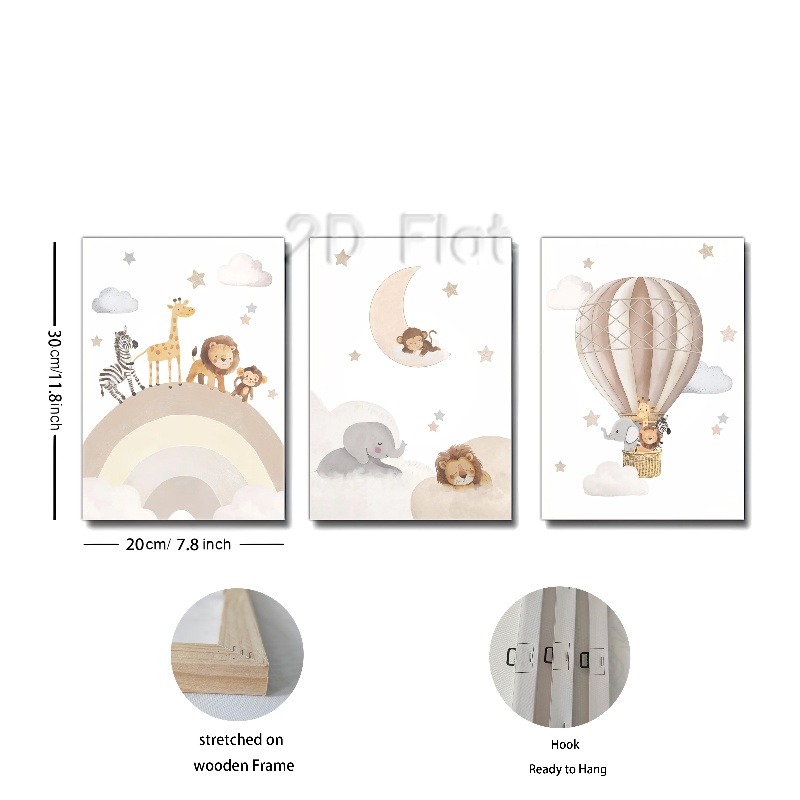 2D Flat
30cm/11.8inch
20cm/ 7.8 inch
stretched on
wooden Frame
Hook
Ready to Hang